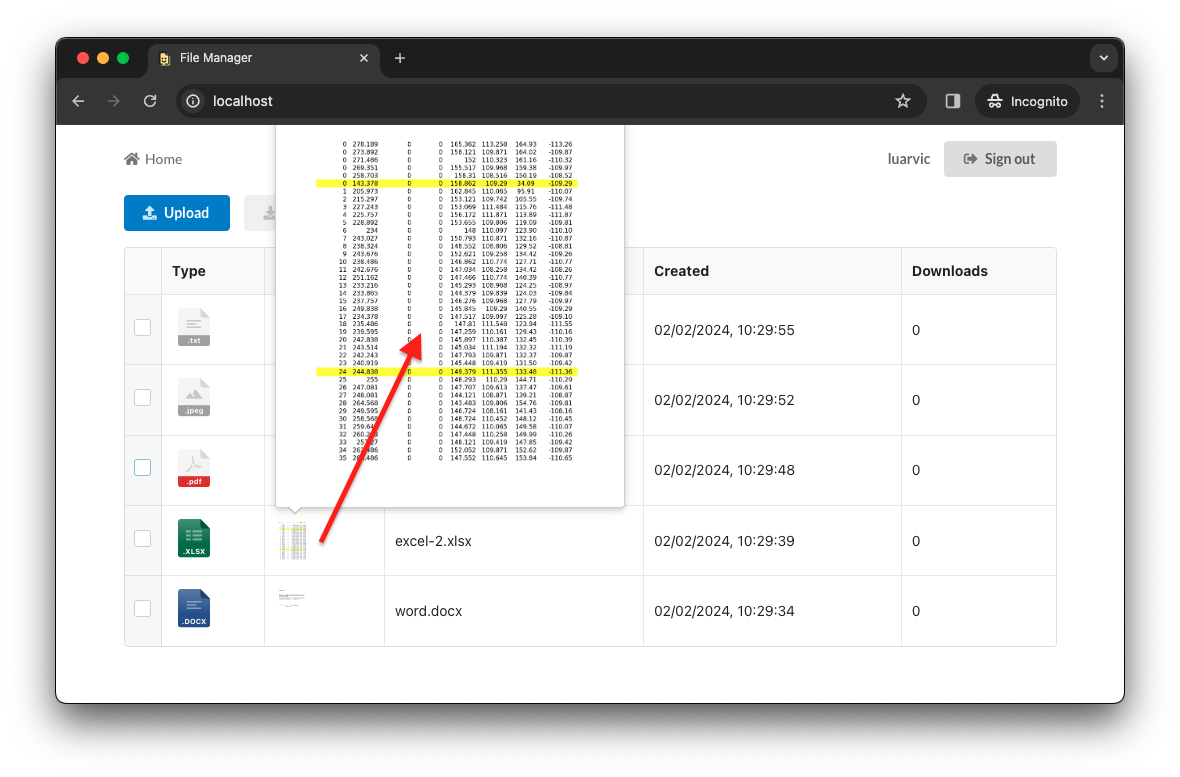 File Manager
localhost
Incognito
Home
luarvic
Sign out
Upload
0 278.189 0 0 165.362 113.258 164.93 -113.26
0 273.892 0 0 158.121 109.871 164.02 -109.87
0 271.486 0 0 152 110.323 161.16 -110.32
0 269.351 0 0 155.517 109.968 159.38 -109.97
0 258.703 0 0 158.31 108.516 150.19 -108.52
0 143.378 0 0 158.862 109.29 34.09 -109.29
1 205.973 0 0 162.845 110.065 95.91 -110.07
2 215.297 0 0 153.121 109.742 105.55 -109.74
3 227.243 0 0 153.069 111.484 115.76 -111.48
4 225.757 0 0 156.172 111.871 113.89 -111.87
5 228.892 0 0 153.655 109.806 119.09 -109.81
6 234 0 0 148 110.097 123.90 -110.10
7 243.027 0 0 150.793 110.871 132.16 -110.87
8 238.324 0 0 148.552 108.806 129.52 -108.81
9 243.676 0 0 152.621 109.258 134.42 -109.26
10 238.486 0 0 146.862 110.774 127.71 -110.77
11 242.676 0 0 147.034 108.258 134.42 -108.26
12 251.162 0 0 147.466 110.774 140.39 -110.77
13 233.216 0 0 145.293 108.968 124.25 -108.97
14 233.865 0 0 144.379 109.839 124.03 -109.84
15 237.757 0 0 146.276 109.968 127.79 -109.97
16 249.838 0 0 145.845 109.29 140.55 -109.29
17 234.378 0 0 147.517 109.097 125.28 -109.10
18 235.486 0 0 147.81 111.548 123.94 -111.55
19 239.595 0 0 147.259 110.161 129.43 -110.16
20 242.838 0 0 145.897 110.387 132.45 -110.39
21 243.514 0 145.034 111.194 132.32 -111.19
22 242.243 0 147.793 109.871 132.37 -109.87
23 240.919 0 145.448 109.419 131.50 -109.42
24 244.838 0 149.379 111.355 133.48 -111.36
25 255 0 148.293 110.29 144.71 -110.29
26 247.081 0 147.707 109.613 137.47 -109.61
27 248.081 0 144.121 108.871 139.21 -108.87
28 264.568 0 143.483 109.806 154.76 -109.81
29 249.595 0 0 146.724 108.161 141.43 -108.16
30 258.568 0 0 146.724 110.452 148.12 -110.45
31 0 0 144.672 110.065 149.58 -110.07
32 0 0 147.448 110.258 149.99 -110.26
33 0 0 148.121 109.419 147.85 -109.42
34 0 0 152.052 109.871 152.62 -109.87
35 0 0 147.552 110.645 153.84 -110.65
Type Created Downloads
.txt 02/02/2024, 10:29:55 0
.jpeg 02/02/2024, 10:29:52 0
.pdf 02/02/2024, 10:29:48 0
.XLSX excel-2.xlsx 02/02/2024, 10:29:39 0
.DOCX word.docx 02/02/2024, 10:29:34 0